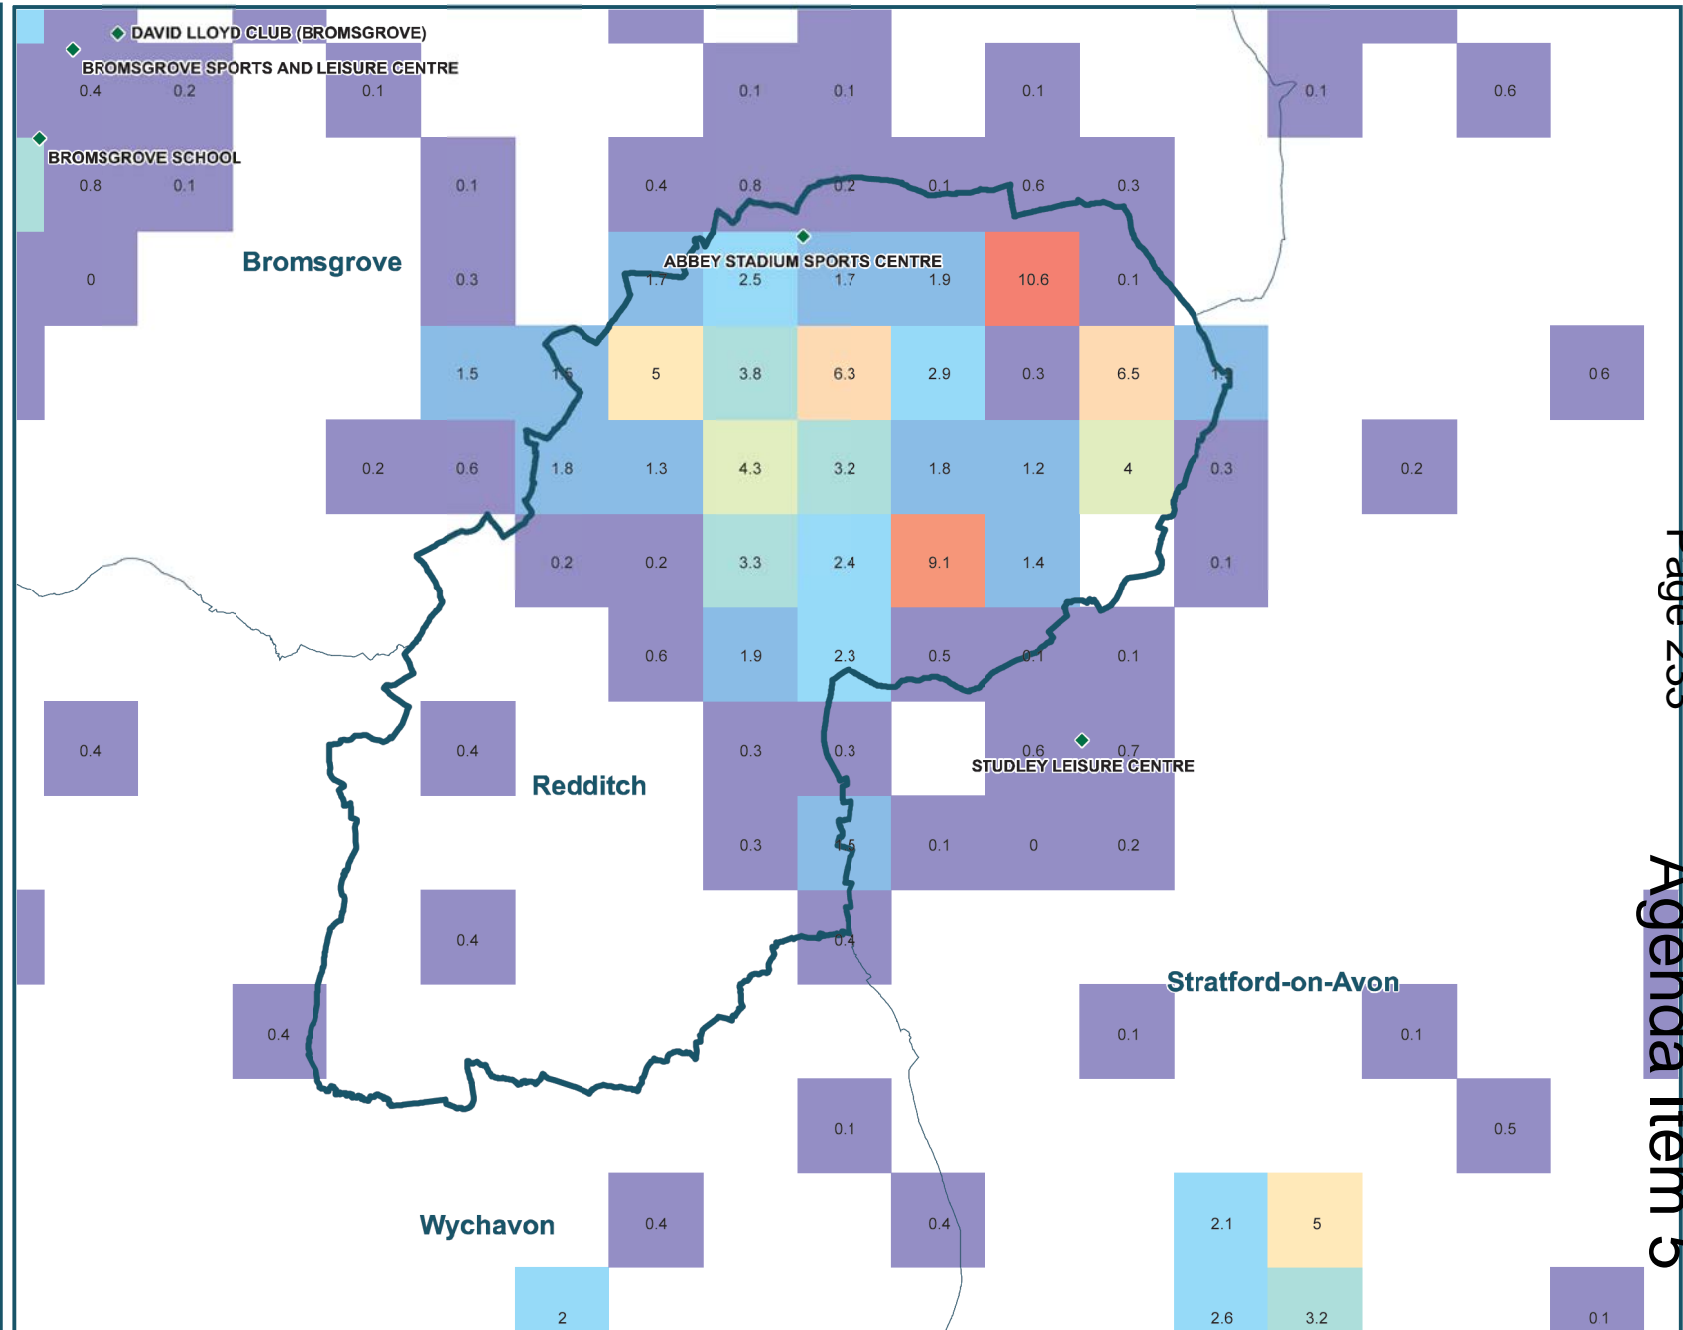 DAVID LLOYD CLUB (BROMSGROVE)
BROMSGROVE SPORTS AND LEISURE CENTRE
0.4 0.2 0.1 0.1 0.1 0.1 0.1 0.6
BROMSGROVE SCHOOL
0.8 0.1 0.1 0.4 0.8 0.2 0.1 0.6 0.3
Bromsgrove
ABBEY STADIUM SPORTS CENTRE
0 0.3 1.7 2.5 1.7 1.9 10.6 0.1
1.5 5 3.8 6.3 2.9 0.3 6.5 0 6
0.2 0.6 1.8 1.3 4.3 3.2 1.8 1.2 4 0.3 0.2
0.2 0.2 3.3 2.4 9.1 1.4 0.1
0.6 1.9 2.3 0.5 0.1 0.1
0.4 0.4 0.3 0.3 0.6 0.7
STUDLEY LEISURE CENTRE
Redditch
0.3 0.1 0 0.2
0.4 0.4
Stratford-on-Avon
0.4 0.1 0.1
0.1 0.5
Wychavon
0.4 0.4 2.1 5
2 2.6 3.2 0 1
Page 235
Agenda Item 5